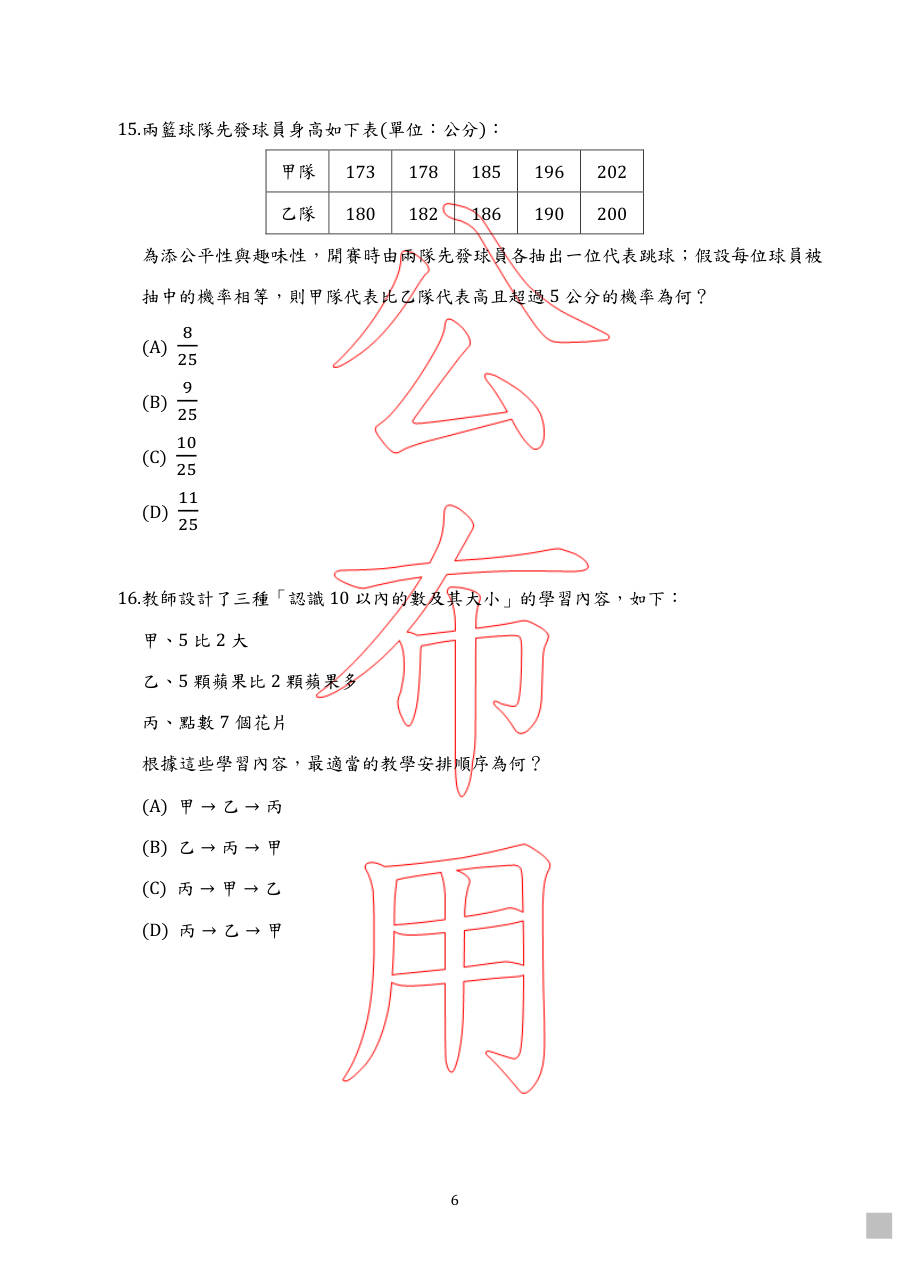 15.兩籃球隊先發球員身高如下表(單位：公分)：
甲隊 173 178 185 196 202
乙隊 180 182 186 190 200
為添公平性與趣味性，開賽時由兩隊先發球員各抽出一位代表跳球；假設每位球員被
抽中的機率相等，則甲隊代表比乙隊代表高且超過 5 公分的機率為何？
(A) 8/25
(B) 9/25
(C) 10/25
(D) 11/25
16.教師設計了三種「認識 10 以內的數及其大小」的學習內容，如下：
甲、5 比 2 大
乙、5 顆蘋果比 2 顆蘋果多
丙、點數 7 個花片
根據這些學習內容，最適當的教學安排順序為何？
(A) 甲→乙→丙
(B) 乙→丙→甲
(C) 丙→甲→乙
(D) 丙→乙→甲
公布用
6